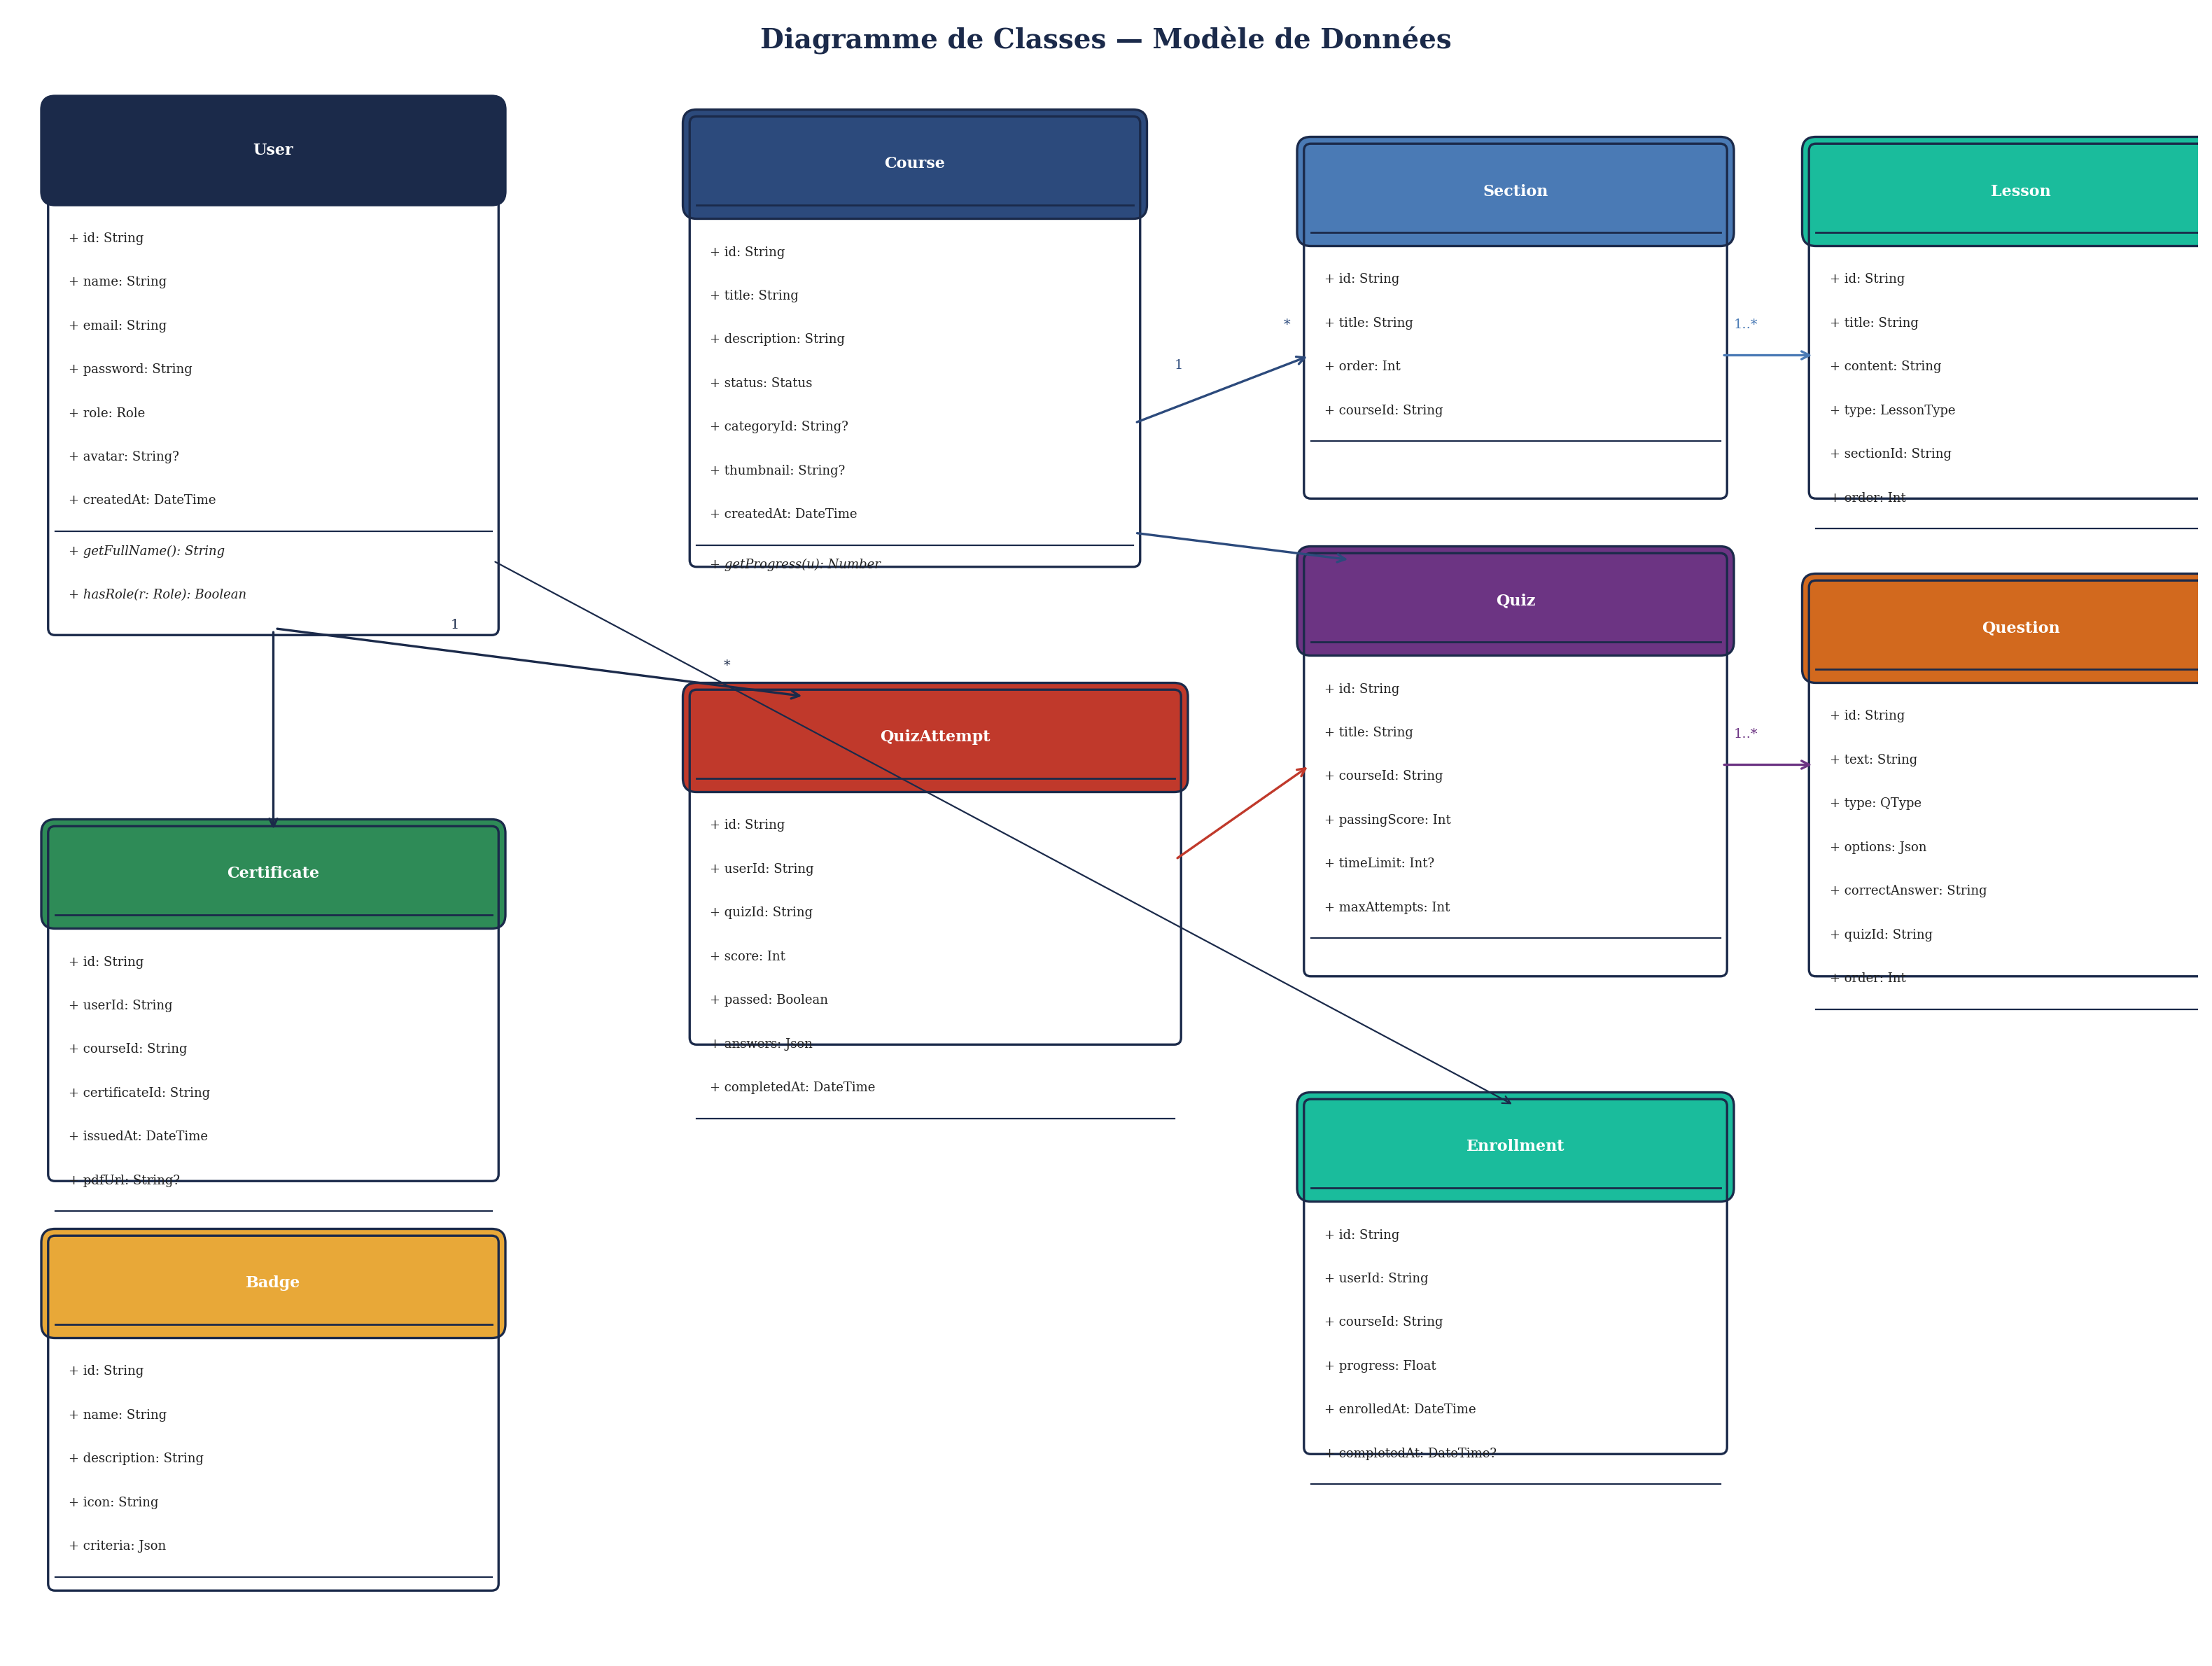 Diagramme de Classes — Modèle de Données
User
+ id: String
+ name: String
+ email: String
+ password: String
+ role: Role
+ avatar: String?
+ createdAt: DateTime
+ getFullName(): String
+ hasRole(r: Role): Boolean
Course
+ id: String
+ title: String
+ description: String
+ status: Status
+ categoryId: String?
+ thumbnail: String?
+ createdAt: DateTime
+ getProgress(u): Number
1
*
Section
+ id: String
+ title: String
+ order: Int
+ courseId: String
1..*
Lesson
+ id: String
+ title: String
+ content: String
+ type: LessonType
+ sectionId: String
+ order: Int
1
*
QuizAttempt
+ id: String
+ userId: String
+ quizId: String
+ score: Int
+ passed: Boolean
+ answers: Json
+ completedAt: DateTime
Quiz
+ id: String
+ title: String
+ courseId: String
+ passingScore: Int
+ timeLimit: Int?
+ maxAttempts: Int
1..*
Question
+ id: String
+ text: String
+ type: QType
+ options: Json
+ correctAnswer: String
+ quizId: String
+ order: Int
Certificate
+ id: String
+ userId: String
+ courseId: String
+ certificateId: String
+ issuedAt: DateTime
+ pdfUrl: String?
Enrollment
+ id: String
+ userId: String
+ courseId: String
+ progress: Float
+ enrolledAt: DateTime
+ completedAt: DateTime?
Badge
+ id: String
+ name: String
+ description: String
+ icon: String
+ criteria: Json